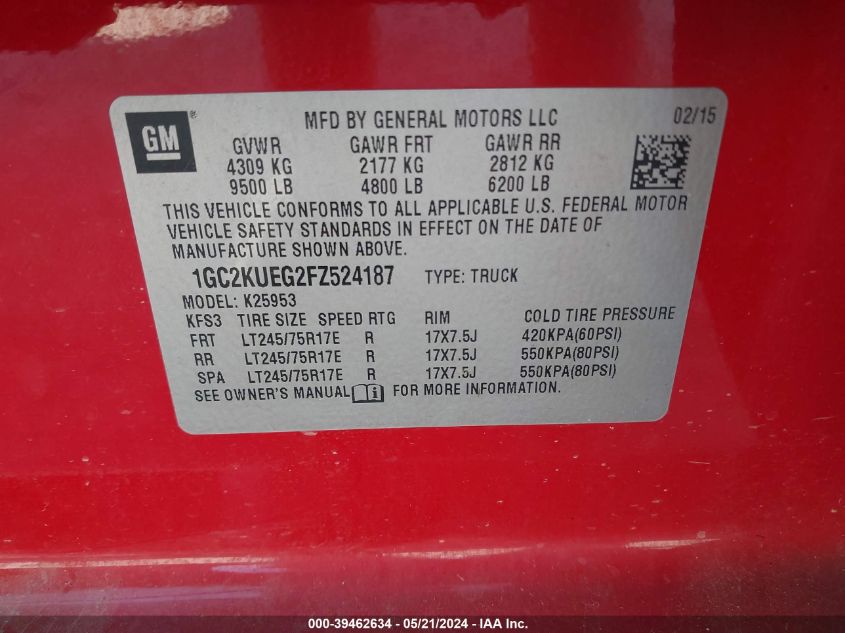 GM®
MFD BY GENERAL MOTORS LLC 02/15
GVWR GAWR FRT GAWR RR
4309 KG 2177 KG 2812 KG
9500 LB 4800 LB 6200 LB
THIS VEHICLE CONFORMS TO ALL APPLICABLE U.S. FEDERAL MOTOR
VEHICLE SAFETY STANDARDS IN EFFECT ON THE DATE OF
MANUFACTURE SHOWN ABOVE.
1GC2KUEG2FZ524187 TYPE: TRUCK
MODEL: K25953
KFS3 TIRE SIZE SPEED RTG RIM COLD TIRE PRESSURE
FRT LT245/75R17E R 17X7.5J 420KPA(60PSI)
RR LT245/75R17E R 17X7.5J 550KPA(80PSI)
SPA LT245/75R17E R 17X7.5J 550KPA(80PSI)
SEE OWNER'S MANUAL FOR MORE INFORMATION.
000-39462634 - 05/21/2024 - IAA Inc.